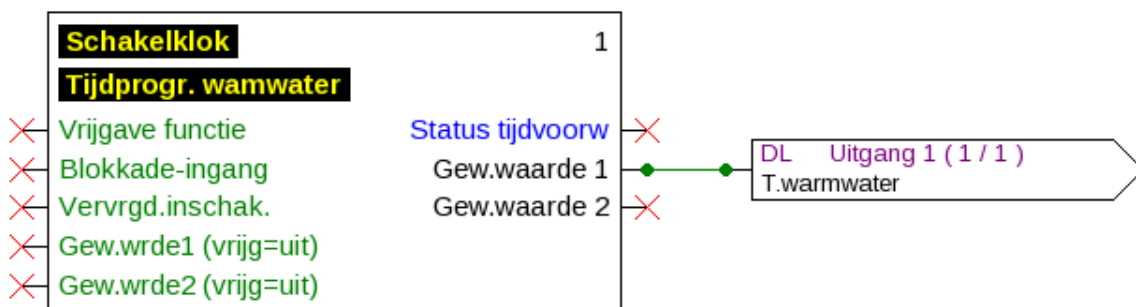 Schakelklok 1
Tijdprogr. wamwater
Vrijgave functie Status tijdvoorw
Blokkade-ingang Gew.waarde 1
Vervrgd.inschak. Gew.waarde 2
Gew.wrde1 (vrijg=uit)
Gew.wrde2 (vrijg=uit)
DL Uitgang 1 ( 1 / 1 )
T.warmwater